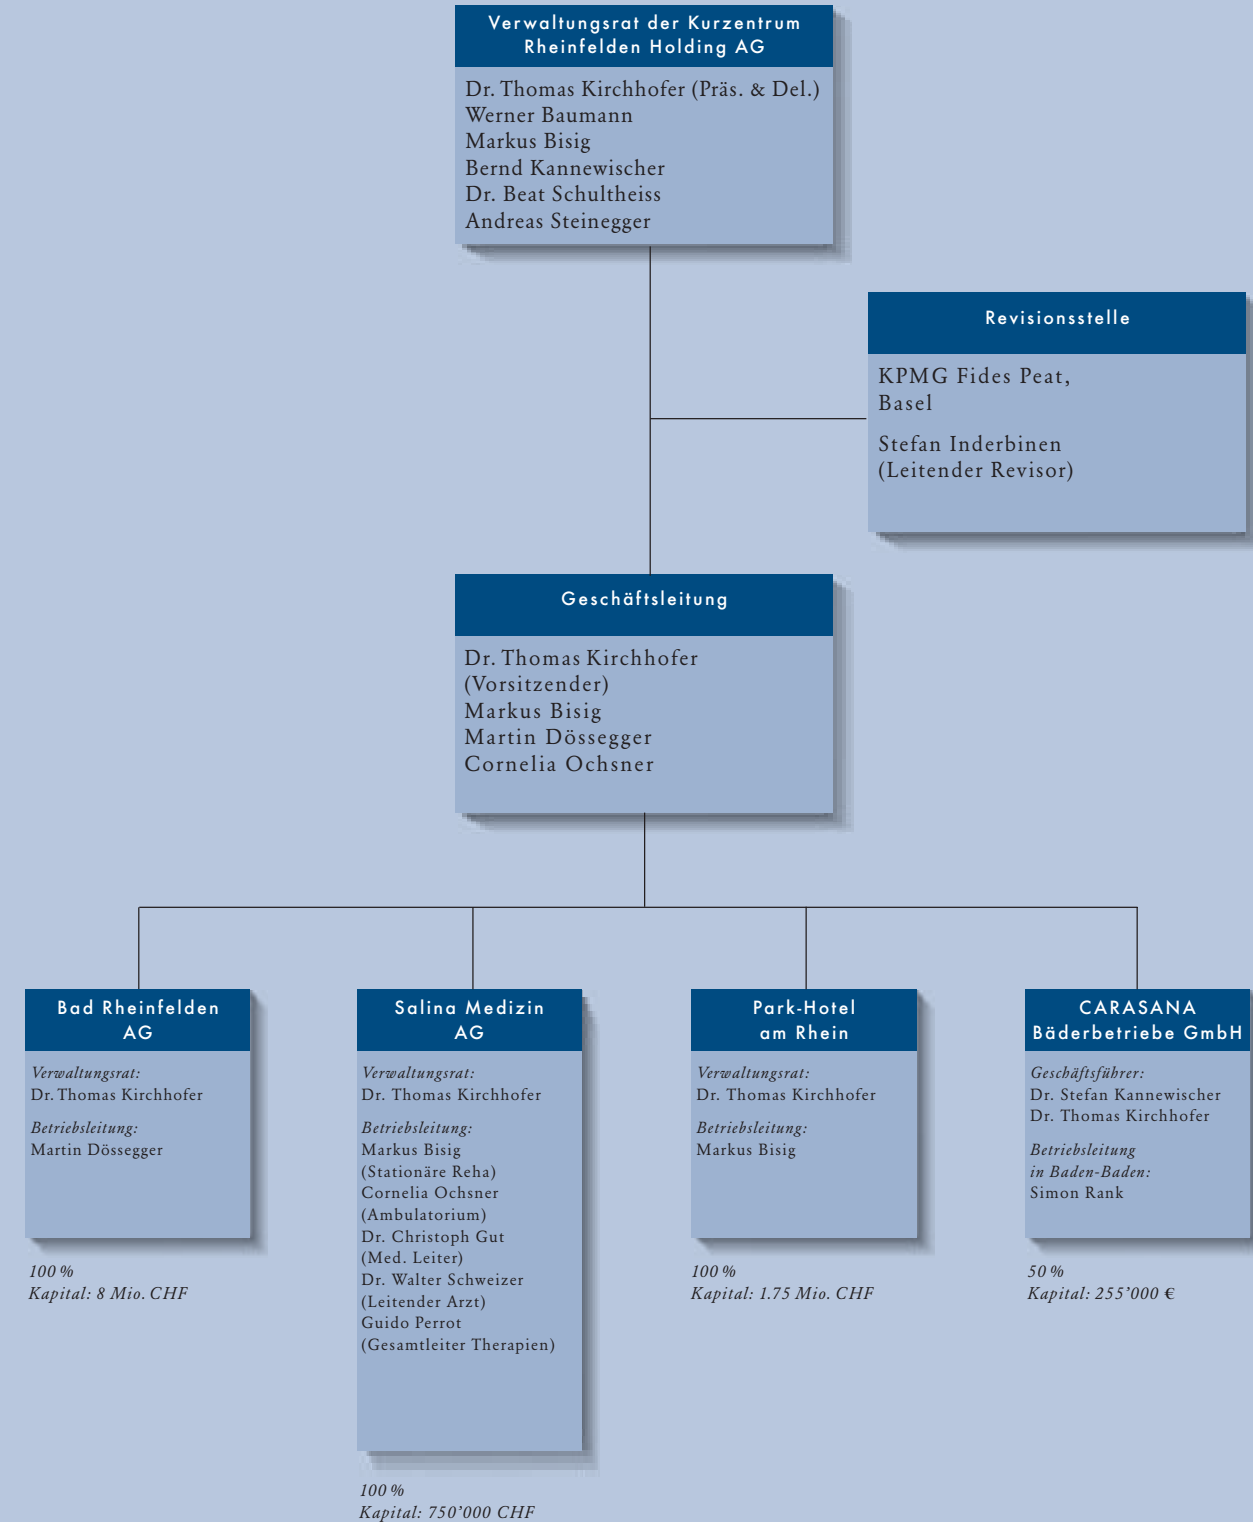 Verwaltungsrat der Kurzentrum
Rheinfelden Holding AG
Dr. Thomas Kirchhofer (Präs. & Del.)
Werner Baumann
Markus Bisig
Bernd Kannewischer
Dr. Beat Schultheiss
Andreas Steinegger
Revisionsstelle
KPMG Fides Peat,
Basel
Stefan Inderbinen
(Leitender Revisor)
Geschäftsleitung
Dr. Thomas Kirchhofer
(Vorsitzender)
Markus Bisig
Martin Dössegger
Cornelia Ochsner
Bad Rheinfelden
AG
Verwaltungsrat:
Dr. Thomas Kirchhofer
Betriebsleitung:
Martin Dössegger
100 %
Kapital: 8 Mio. CHF
Salina Medizin
AG
Verwaltungsrat:
Dr. Thomas Kirchhofer
Betriebsleitung:
Markus Bisig
(Stationäre Reha)
Cornelia Ochsner
(Ambulatorium)
Dr. Christoph Gut
(Med. Leiter)
Dr. Walter Schweizer
(Leitender Arzt)
Guido Perrot
(Gesamtleiter Therapien)
100 %
Kapital: 750’000 CHF
Park-Hotel
am Rhein
Verwaltungsrat:
Dr. Thomas Kirchhofer
Betriebsleitung:
Markus Bisig
100 %
Kapital: 1.75 Mio. CHF
CARASANA
Bäderbetriebe GmbH
Geschäftsführer:
Dr. Stefan Kannewischer
Dr. Thomas Kirchhofer
Betriebsleitung
in Baden-Baden:
Simon Rank
50 %
Kapital: 255’000 €